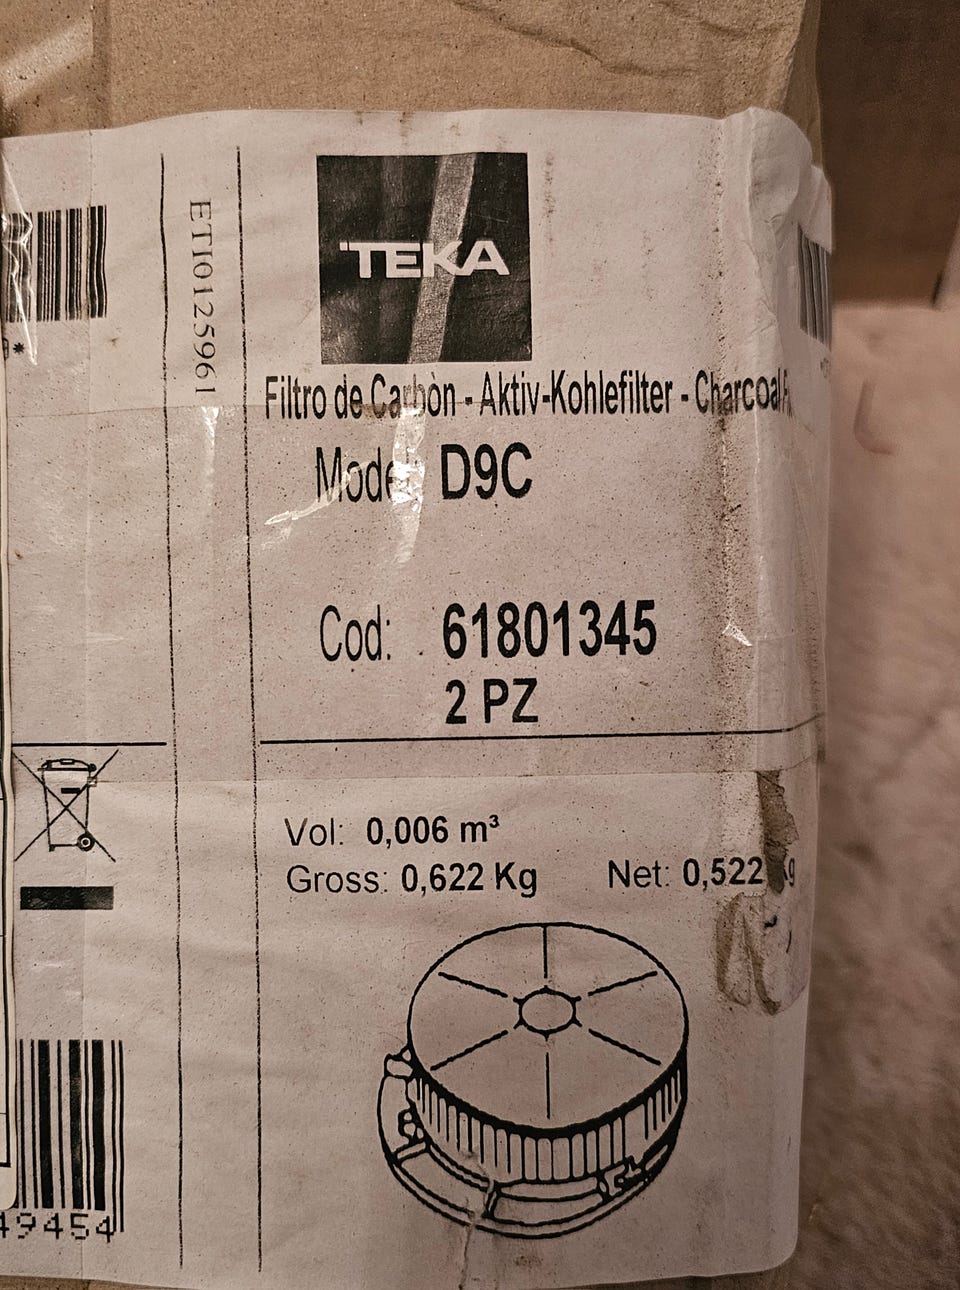 ETI0125961
TEKA
Filtro de Carbòn - Aktiv-Kohlefilter - Charcoal
Model: D9C
Cod: 61801345
2 PZ
Vol: 0,006 m³
Gross: 0,622 Kg Net: 0,522 Kg
49454